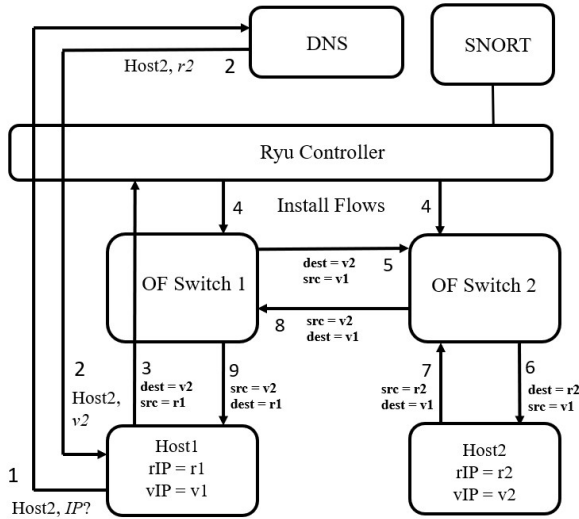 DNS
SNORT
Host2, r2
2
Ryu Controller
4
Install Flows
4
OF Switch 1
dest = v2
src = v1
5
OF Switch 2
8
src = v2
dest = v1
2
Host2,
v2
3
dest = v2
src = r1
9
src = v2
dest = r1
7
src = r2
dest = v1
6
dest = r2
src = v1
1
Host2, IP?
Host1
rIP = r1
vIP = v1
Host2
rIP = r2
vIP = v2